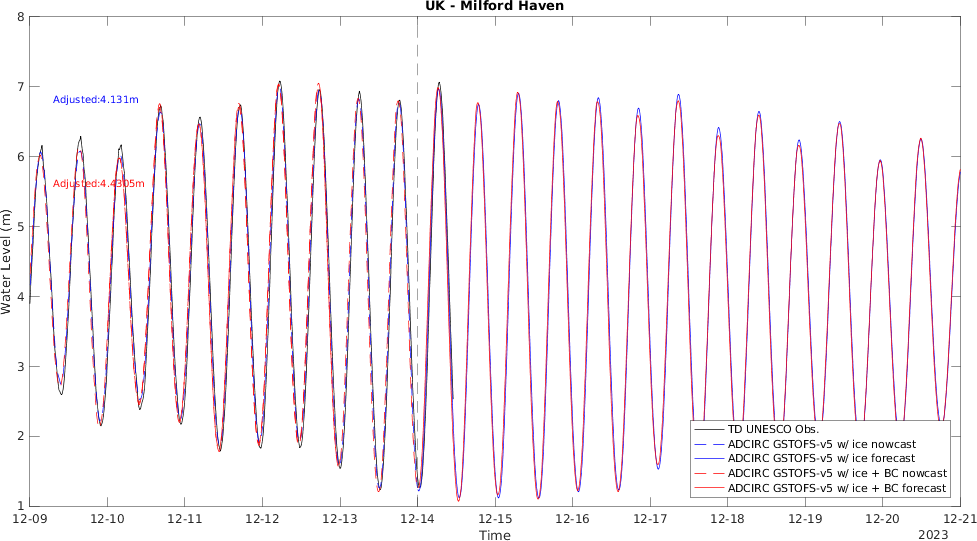 UK - Milford Haven
8
7
6
5
4
3
2
1
Water Level (m)
Adjusted:4.131m
Adjusted:4.4305m
TD UNESCO Obs.
ADCIRC GSTOFS-v5 w/ ice nowcast
ADCIRC GSTOFS-v5 w/ ice forecast
ADCIRC GSTOFS-v5 w/ ice + BC nowcast
ADCIRC GSTOFS-v5 w/ ice + BC forecast
12-09 12-10 12-11 12-12 12-13 12-14 12-15 12-16 12-17 12-18 12-19 12-20 12-21
Time
2023